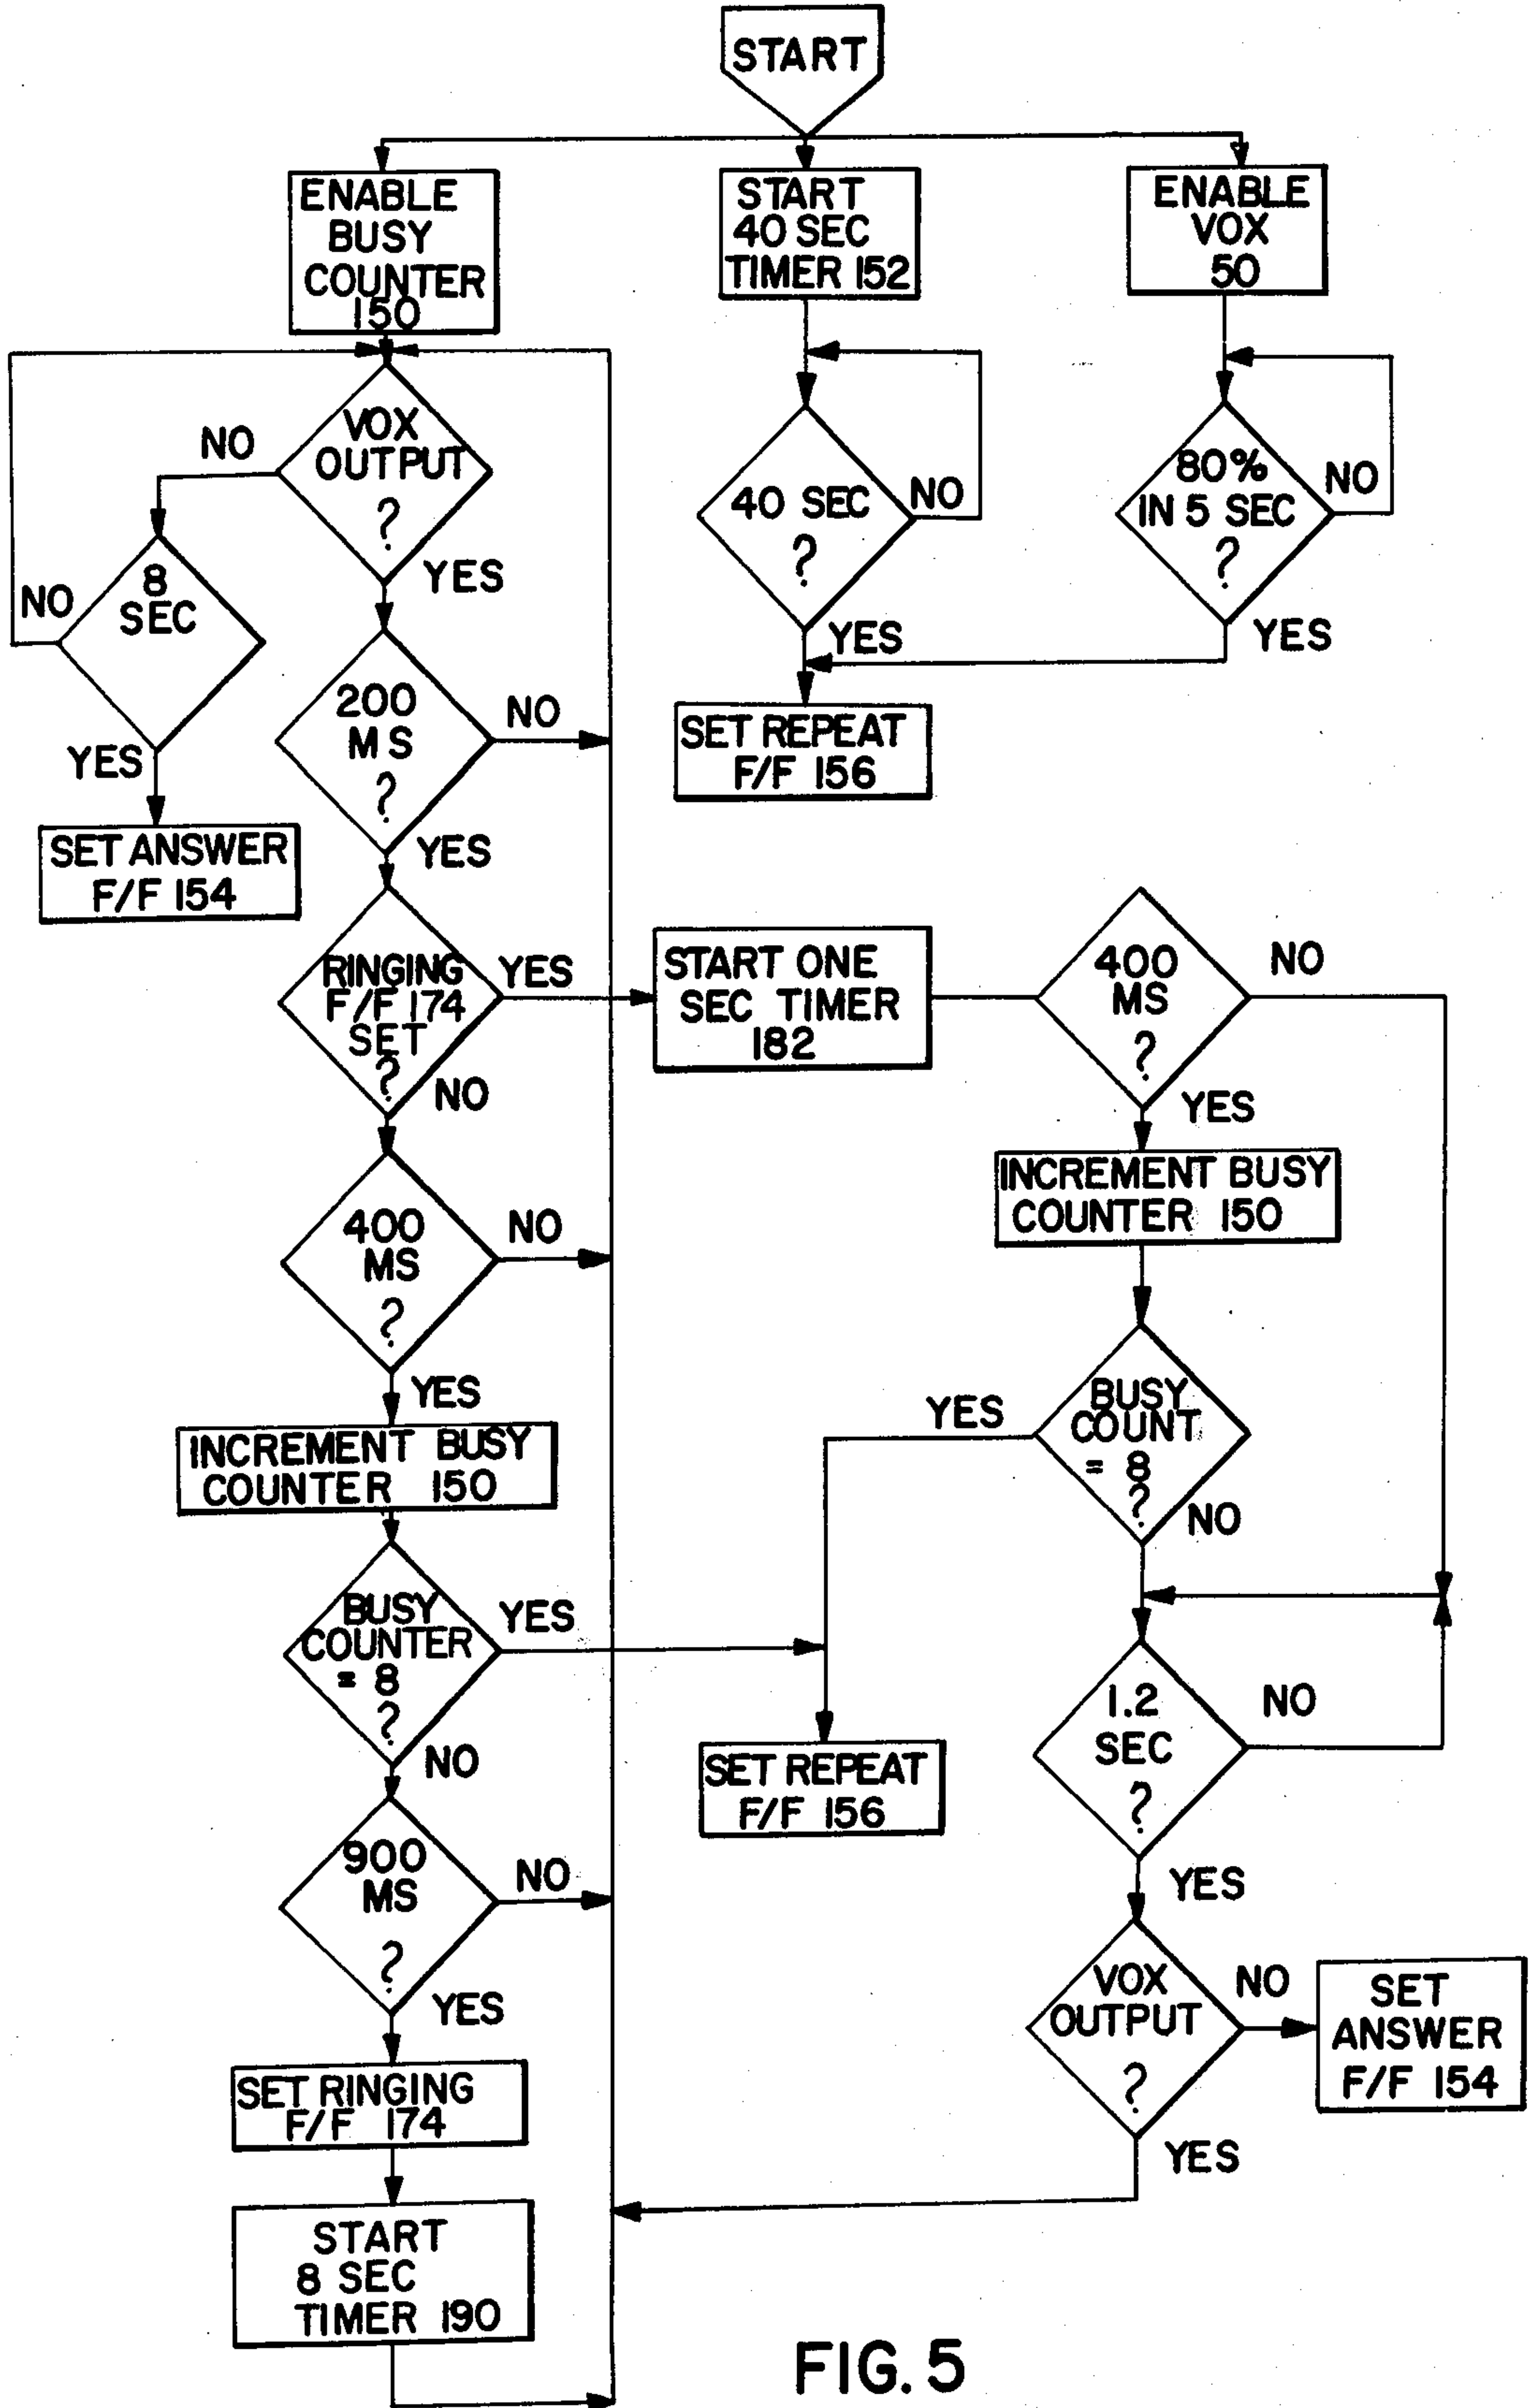 START
ENABLE
BUSY
COUNTER
150
START
40 SEC
TIMER 152
ENABLE
VOX
50
VOX
OUTPUT
?
NO
YES
8
SEC
NO
YES
SET ANSWER
F/F 154
40 SEC
?
NO
YES
80%
IN 5 SEC
?
NO
YES
SET REPEAT
F/F 156
200
MS
?
NO
YES
RINGING
F/F 174
SET
?
YES
NO
START ONE
SEC TIMER
182
400
MS
?
NO
YES
INCREMENT BUSY
COUNTER 150
400
MS
?
NO
YES
INCREMENT BUSY
COUNTER 150
BUSY
COUNT
= 8
?
YES
NO
BUSY
COUNTER
= 8
?
YES
NO
SET REPEAT
F/F 156
1.2
SEC
?
NO
YES
900
MS
?
NO
YES
VOX
OUTPUT
?
NO
YES
SET
ANSWER
F/F 154
SET RINGING
F/F 174
START
8 SEC
TIMER 190
FIG. 5